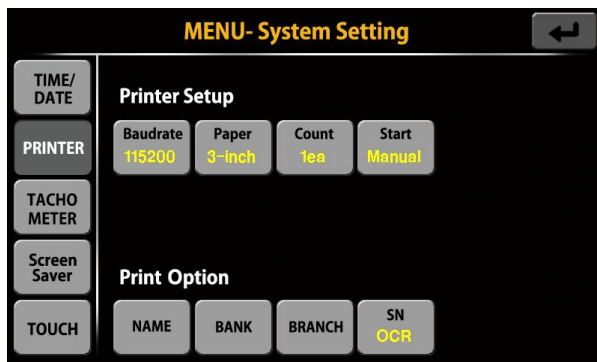 MENU- System Setting
TIME/
DATE
PRINTER
TACHO
METER
Screen
Saver
TOUCH
Printer Setup
Baudrate Paper Count Start
115200 3-inch 1ea Manual
Print Option
NAME BANK BRANCH SN
OCR